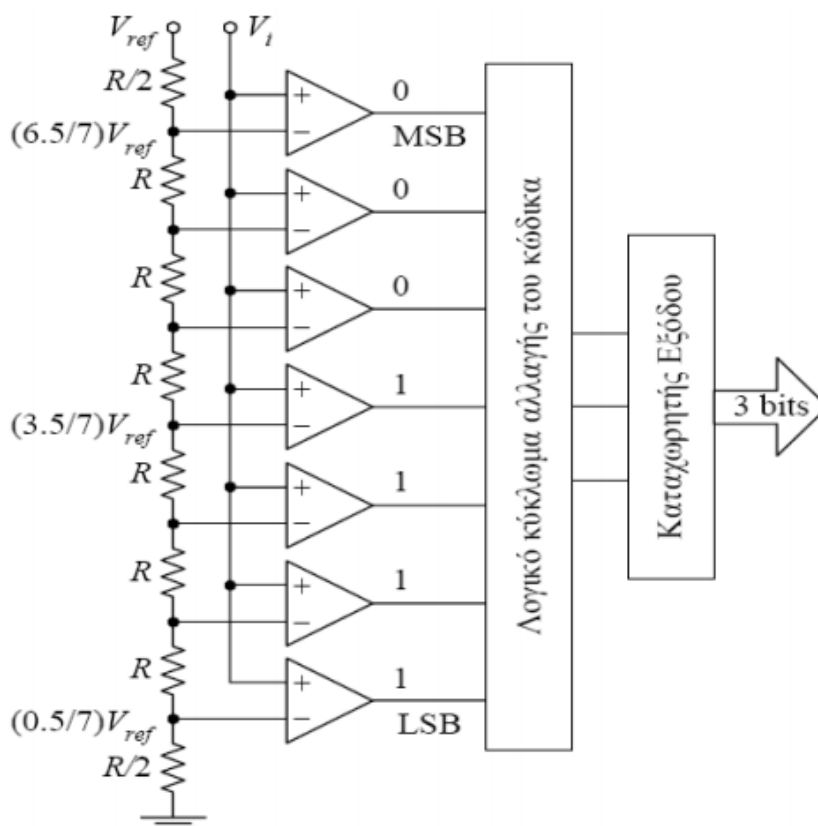 V_ref
V_i
R/2
(6.5/7)V_ref
R
R
R
(3.5/7)V_ref
R
R
R
(0.5/7)V_ref
R/2
+
−
0
MSB
+
−
0
+
−
0
+
−
1
+
−
1
+
−
1
+
−
1
LSB
Λογικό κύκλωμα αλλαγής του κώδικα
Καταχωρητής Εξόδου
3 bits